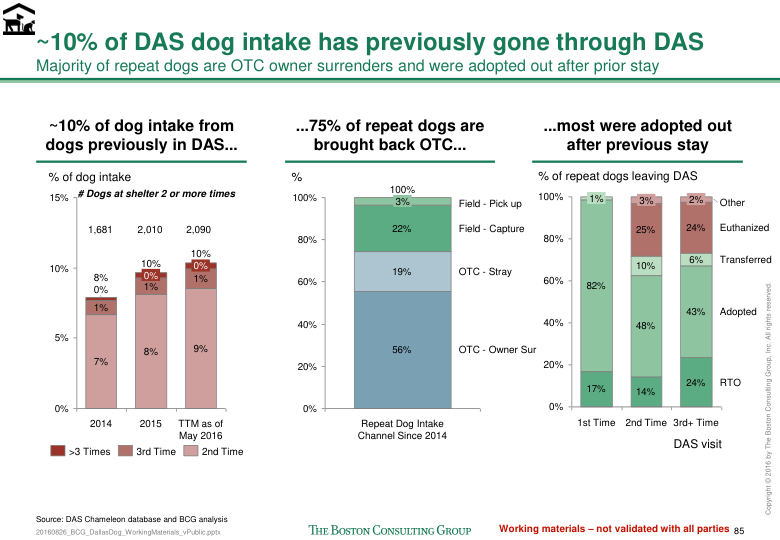 ~10% of DAS dog intake has previously gone through DAS
Majority of repeat dogs are OTC owner surrenders and were adopted out after prior stay
~10% of dog intake from
dogs previously in DAS...
% of dog intake
# Dogs at shelter 2 or more times
15%
10%
5%
0%
1,681
2,010
2,090
8%
0%
1%
7%
10%
0%
1%
8%
10%
0%
1%
9%
2014
2015
TTM as of
May 2016
>3 Times
3rd Time
2nd Time
...75% of repeat dogs are
brought back OTC...
%
100%
80%
60%
40%
20%
0%
100%
3%
22%
19%
56%
Field - Pick up
Field - Capture
OTC - Stray
OTC - Owner Sur
Repeat Dog Intake
Channel Since 2014
...most were adopted out
after previous stay
% of repeat dogs leaving DAS
100%
80%
60%
40%
20%
0%
1%
82%
17%
3%
25%
10%
48%
14%
2%
24%
6%
43%
24%
Other
Euthanized
Transferred
Adopted
RTO
1st Time
2nd Time
3rd+ Time
DAS visit
Copyright © 2016 by The Boston Consulting Group, Inc. All rights reserved.
Source: DAS Chameleon database and BCG analysis
20160826_BCG_DallasDog_WorkingMaterials_vPublic.pptx
THE BOSTON CONSULTING GROUP
Working materials – not validated with all parties
85